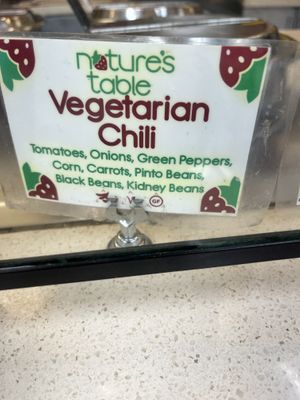 nature's
table
Vegetarian
Chili
Tomatoes, Onions, Green Peppers,
Corn, Carrots, Pinto Beans,
Black Beans, Kidney Beans
V GF